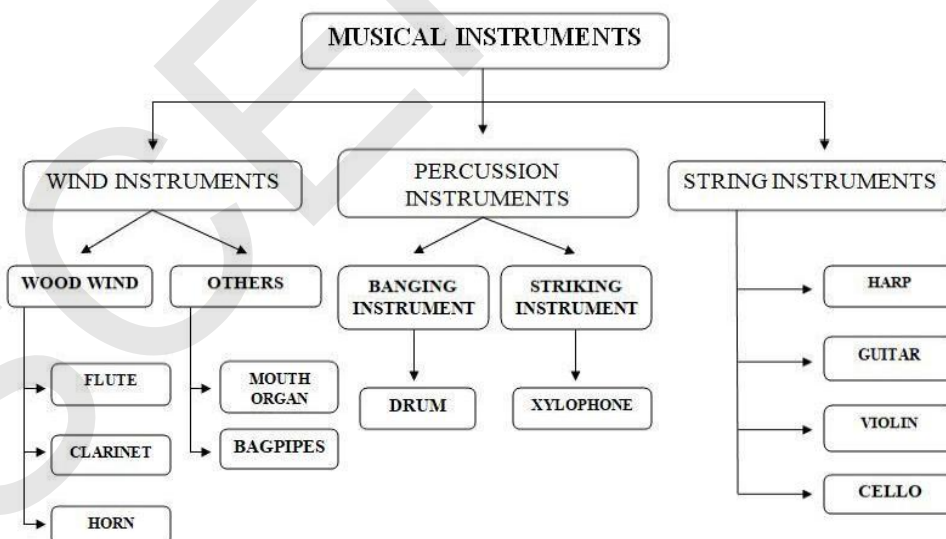 MUSICAL INSTRUMENTS
WIND INSTRUMENTS
PERCUSSION
INSTRUMENTS
STRING INSTRUMENTS
WOOD WIND
OTHERS
BANGING
INSTRUMENT
STRIKING
INSTRUMENT
HARP
FLUTE
MOUTH
ORGAN
GUITAR
DRUM
XYLOPHONE
VIOLIN
CLARINET
BAGPIPES
CELLO
HORN